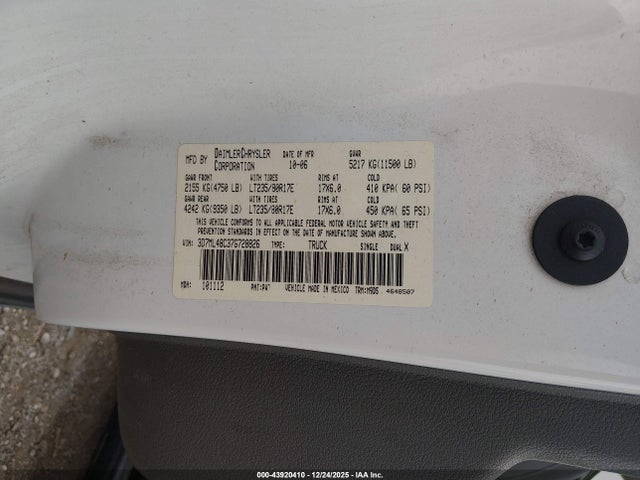 MFD BY DAIMLERCHRYSLER CORPORATION DATE OF MFR 10-06 GVWR 5217 KG(11500 LB)
GAWR FRONT WITH TIRES RIMS AT COLD
2155 KG(4750 LB) LT235/80R17E 17X6.0 410 KPA( 60 PSI)
GAWR REAR WITH TIRES RIMS AT COLD
4242 KG(9350 LB) LT235/80R17E 17X6.0 450 KPA( 65 PSI)
THIS VEHICLE CONFORMS TO ALL APPLICABLE FEDERAL MOTOR VEHICLE SAFETY AND THEFT
PREVENTION STANDARDS IN EFFECT ON THE DATE OF MANUFACTURE SHOWN ABOVE.
VIN: 3D7ML48C37G728826 TYPE: TRUCK SINGLE DUAL X
MDH: 101112 PNT:PW7 VEHICLE MADE IN MEXICO TRM:M9D5 4648507
000-43920410 - 12/24/2025 - IAA Inc.